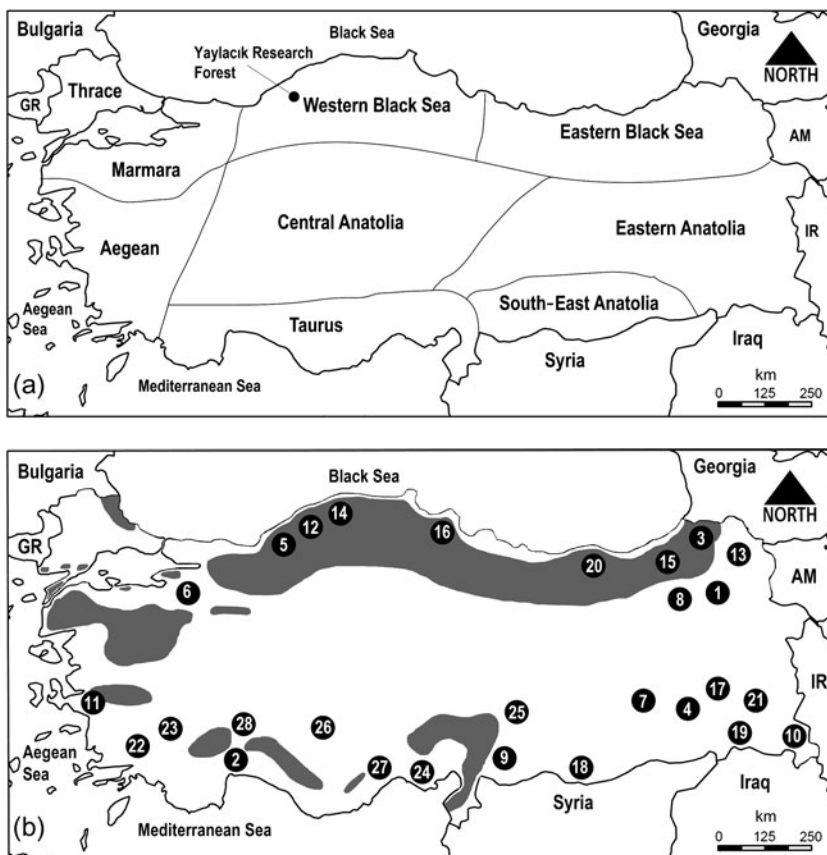 Bulgaria
Black Sea
Georgia
Yaylacık Research
Forest
NORTH
Thrace
GR
Western Black Sea
Eastern Black Sea
AM
Marmara
Central Anatolia
Eastern Anatolia
IR
Aegean
Aegean
Sea
South-East Anatolia
Taurus
Iraq
Syria
(a)
Mediterranean Sea
km
0 125 250
Bulgaria
Black Sea
Georgia
NORTH
14
12
16
3
GR
5
13
20
15
AM
6
8
1
IR
11
7
4
17
21
28
26
25
23
22
19
10
Aegean
Sea
2
27
24
9
18
Iraq
Syria
(b)
Mediterranean Sea
km
0 125 250